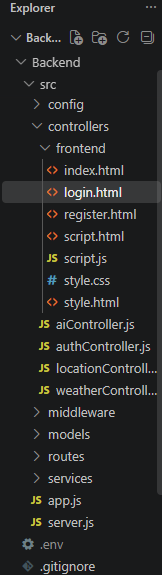 Explorer
Back...
Backend
src
config
controllers
frontend
<> index.html
<> login.html
<> register.html
<> script.html
JS script.js
# style.css
<> style.html
JS aiController.js
JS authController.js
JS locationControll...
JS weatherControll...
middleware
models
routes
services
JS app.js
JS server.js
.env
.gitignore